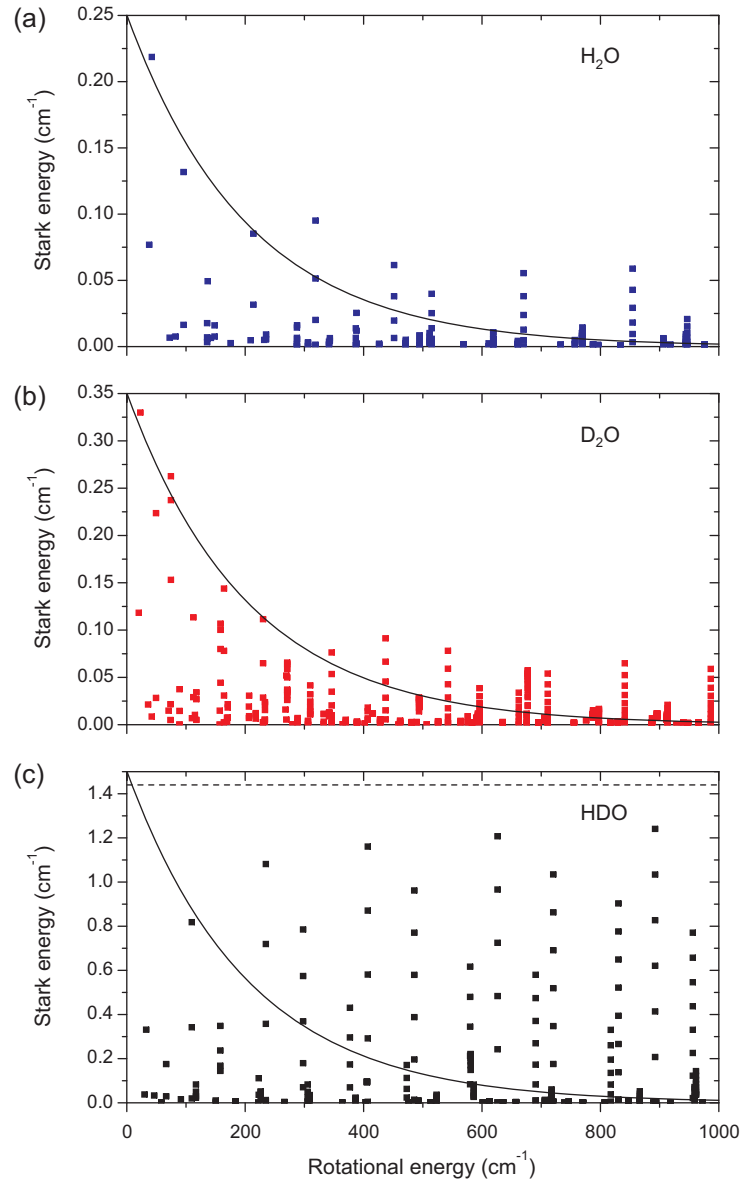 (a)
H₂O
Stark energy (cm⁻¹)
0.25
0.20
0.15
0.10
0.05
0.00
(b)
D₂O
Stark energy (cm⁻¹)
0.35
0.30
0.25
0.20
0.15
0.10
0.05
0.00
(c)
HDO
Stark energy (cm⁻¹)
1.4
1.2
1.0
0.8
0.6
0.4
0.2
0.0
0 200 400 600 800 1000
Rotational energy (cm⁻¹)